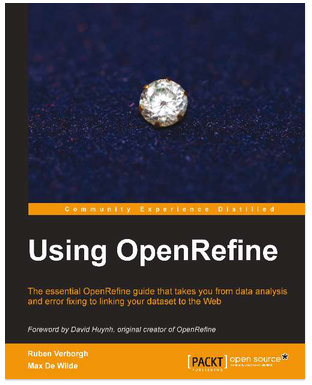 Community Experience Distilled
Using OpenRefine
The essential OpenRefine guide that takes you from data analysis
and error fixing to linking your dataset to the Web
Foreword by David Huynh, original creator of OpenRefine
Ruben Verborgh
Max De Wilde
[PACKT] open source*
PUBLISHING